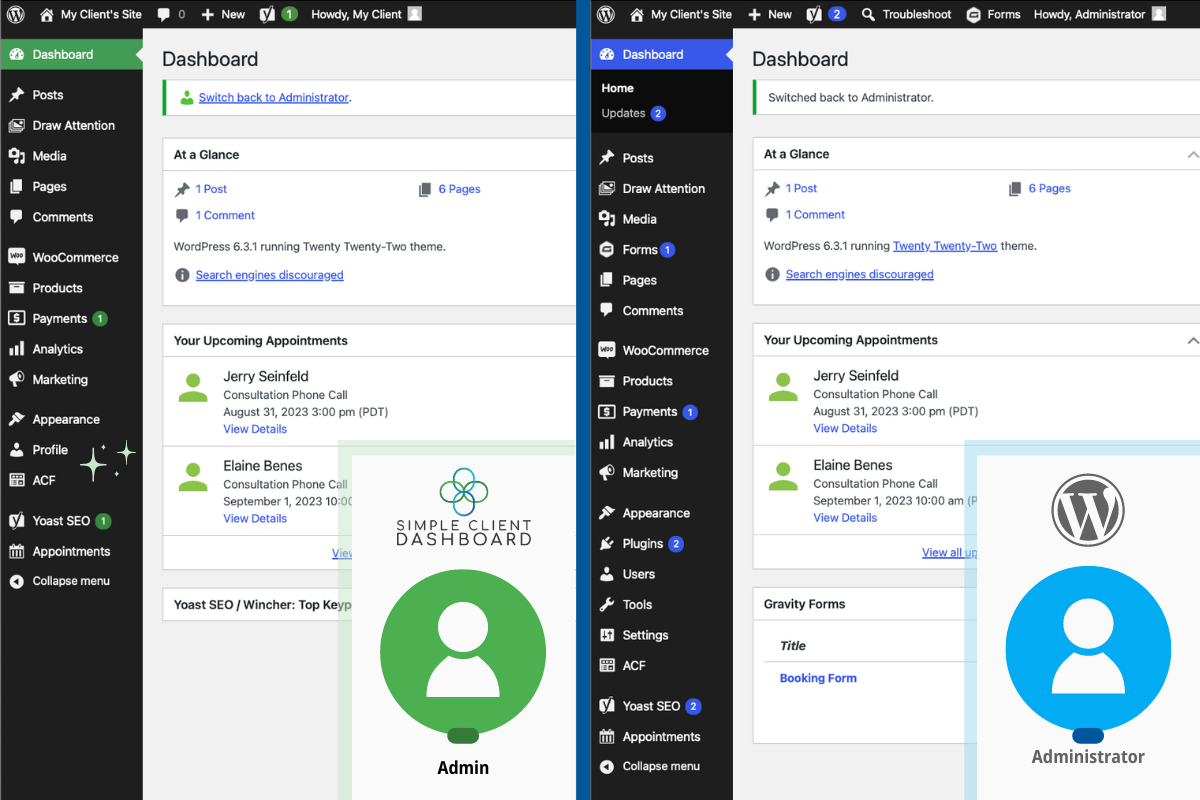 My Client's Site 0 New 1 Howdy, My Client
Dashboard
Posts
Draw Attention
Media
Pages
Comments
WooCommerce
Products
Payments 1
Analytics
Marketing
Appearance
Profile
ACF
Yoast SEO 1
Appointments
Collapse menu
Dashboard
Switch back to Administrator.
At a Glance
1 Post 6 Pages
1 Comment
WordPress 6.3.1 running Twenty Twenty-Two theme.
Search engines discouraged
Your Upcoming Appointments
Jerry Seinfeld
Consultation Phone Call
August 31, 2023 3:00 pm (PDT)
View Details
Elaine Benes
Consultation Phone Call
September 1, 2023 10:00
View Details
View
Yoast SEO / Wincher: Top Keyp
SIMPLE CLIENT
DASHBOARD
Admin
My Client's Site New 2 Troubleshoot Forms Howdy, Administrator
Dashboard
Home
Updates 2
Posts
Draw Attention
Media
Forms 1
Pages
Comments
Woo WooCommerce
Products
Payments 1
Analytics
Marketing
Appearance
Plugins 2
Users
Tools
Settings
ACF
Yoast SEO 2
Appointments
Collapse menu
Dashboard
Switched back to Administrator.
At a Glance
1 Post 6 Pages
1 Comment
WordPress 6.3.1 running Twenty Twenty-Two theme.
Search engines discouraged
Your Upcoming Appointments
Jerry Seinfeld
Consultation Phone Call
August 31, 2023 3:00 pm (PDT)
View Details
Elaine Benes
Consultation Phone Call
September 1, 2023 10:00 am (P
View Details
View all up
Gravity Forms
Title
Booking Form
Administrator